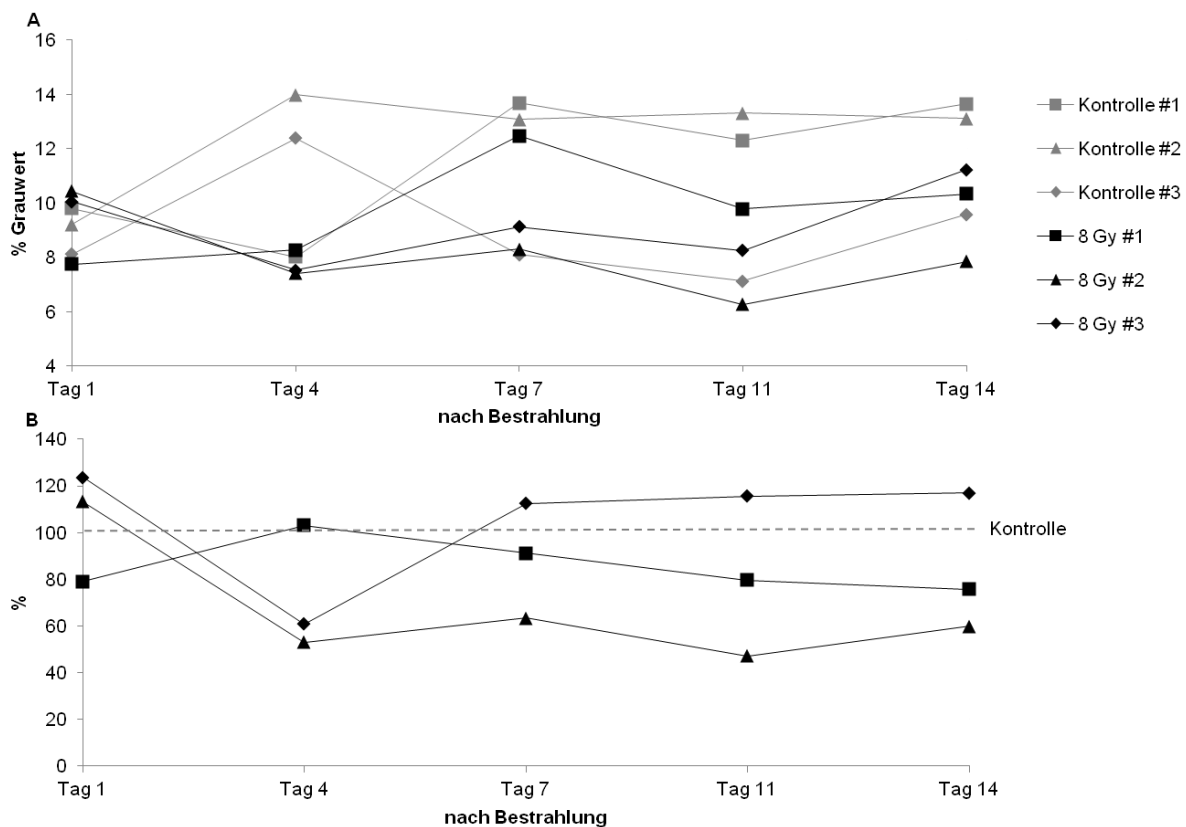 A
16
14
12
10
8
6
4
% Grauwert
Tag 1
Tag 4
Tag 7
Tag 11
Tag 14
nach Bestrahlung
Kontrolle #1
Kontrolle #2
Kontrolle #3
8 Gy #1
8 Gy #2
8 Gy #3
B
140
120
100
80
60
40
20
0
%
Kontrolle
Tag 1
Tag 4
Tag 7
Tag 11
Tag 14
nach Bestrahlung